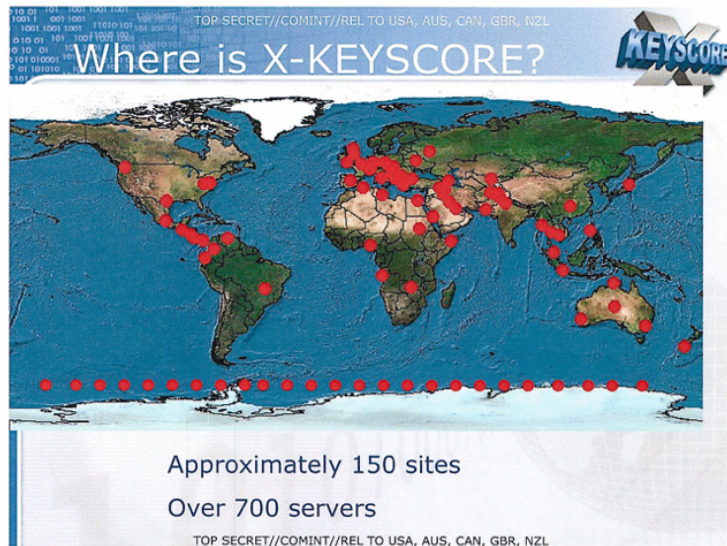 TOP SECRET//COMINT//REL TO USA, AUS, CAN, GBR, NZL
Where is X-KEYSCORE?
X KEYSCORE
Approximately 150 sites
Over 700 servers
TOP SECRET//COMINT//REL TO USA, AUS, CAN, GBR, NZL